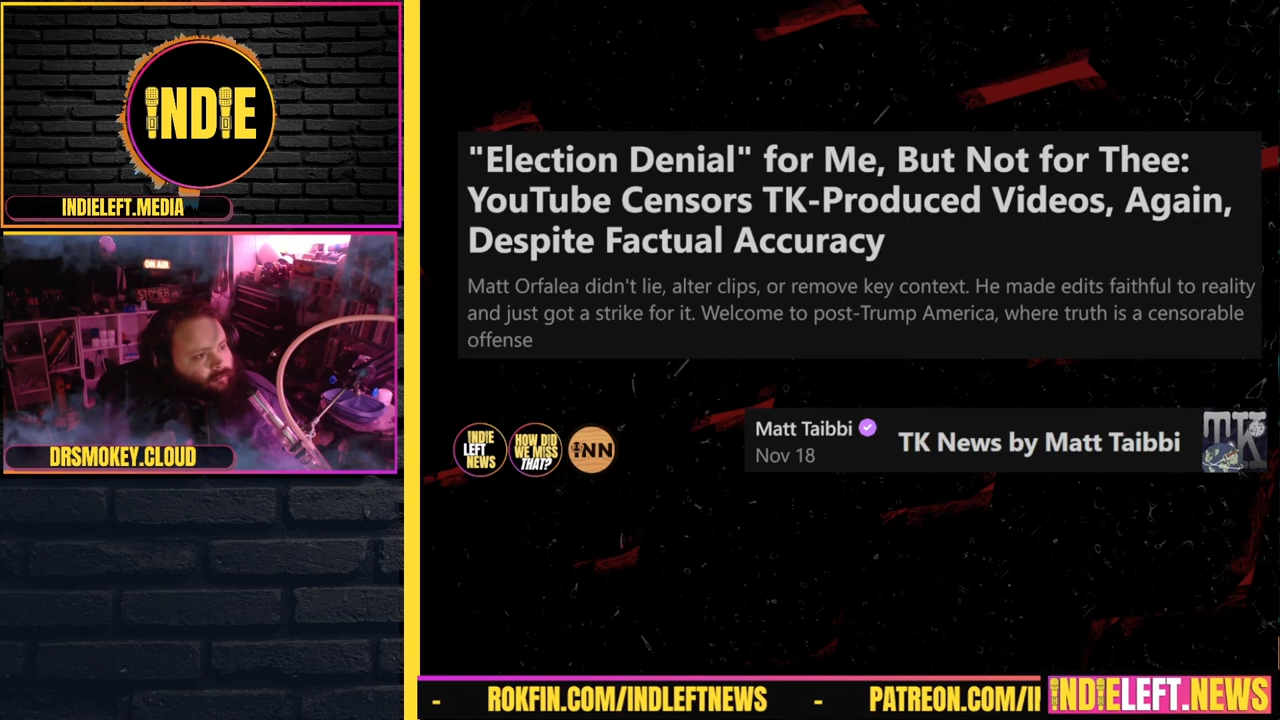 INDIE
INDIELEFT.MEDIA
ON AIR
STONER
DRSMOKEY.CLOUD
"Election Denial" for Me, But Not for Thee:
YouTube Censors TK-Produced Videos, Again,
Despite Factual Accuracy
Matt Orfalea didn't lie, alter clips, or remove key context. He made edits faithful to reality
and just got a strike for it. Welcome to post-Trump America, where truth is a censorable
offense
INDIE
LEFT
NEWS
HOW DID
WE MISS
THAT?
INN
Matt Taibbi
Nov 18
TK News by Matt Taibbi
TK
- ROKFIN.COM/INDLEFTNEWS - PATREON.COM/II
INDIELEFT.NEWS